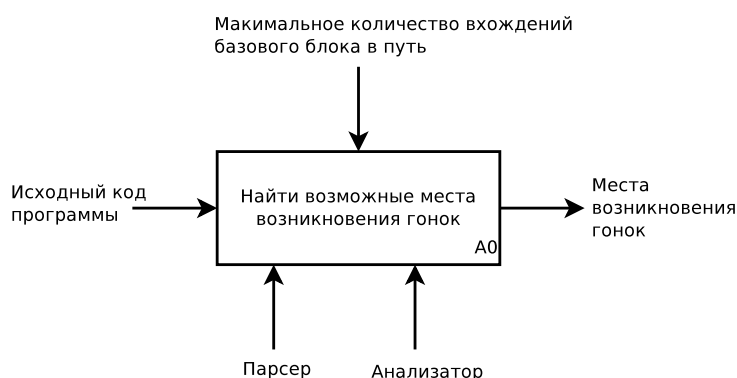 Макимальное количество вхождений
базового блока в путь
Исходный код
программы
Найти возможные места
возникновения гонок
A0
Места
возникновения
гонок
Парсер
Анализатор